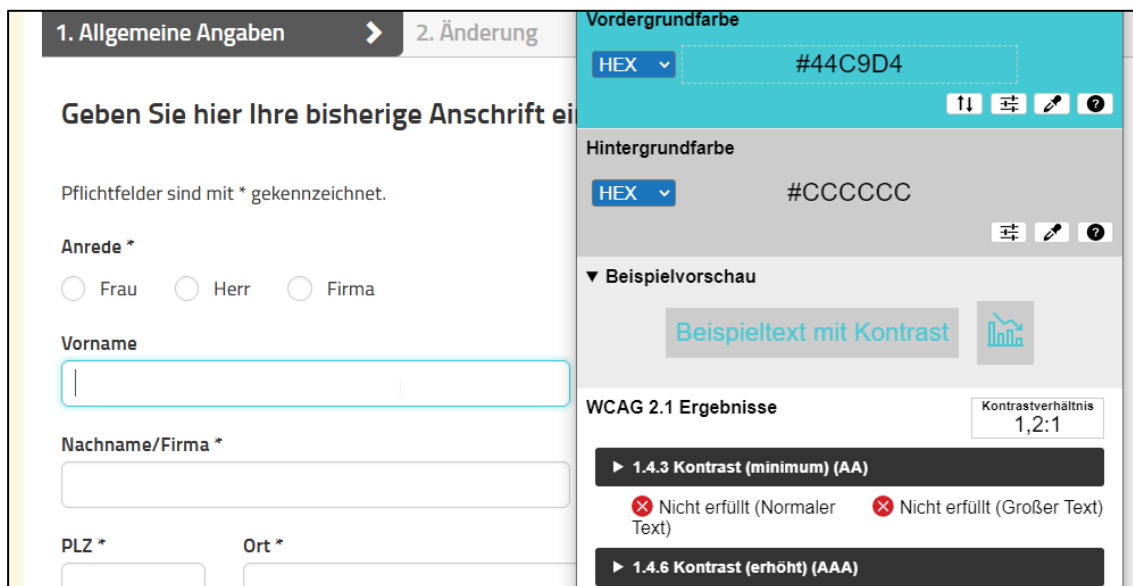 1. Allgemeine Angaben
2. Änderung
Geben Sie hier Ihre bisherige Anschrift ei
Pflichtfelder sind mit * gekennzeichnet.
Anrede *
Frau Herr Firma
Vorname
Nachname/Firma *
PLZ * Ort *
Vordergrundfarbe
HEX #44C9D4
Hintergrundfarbe
HEX #CCCCCC
▼ Beispielvorschau
Beispieltext mit Kontrast
WCAG 2.1 Ergebnisse
Kontrastverhältnis
1,2:1
▶ 1.4.3 Kontrast (minimum) (AA)
Nicht erfüllt (Normaler Nicht erfüllt (Großer Text)
Text)
▶ 1.4.6 Kontrast (erhöht) (AAA)